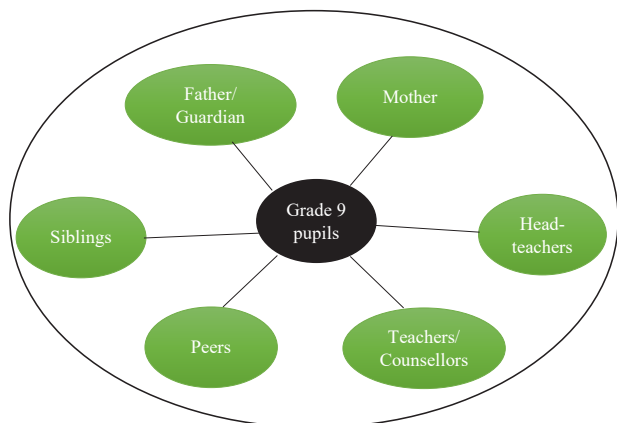 Father/
Guardian
Mother
Grade 9
pupils
Siblings
Head-
teachers
Peers
Teachers/
Counsellors